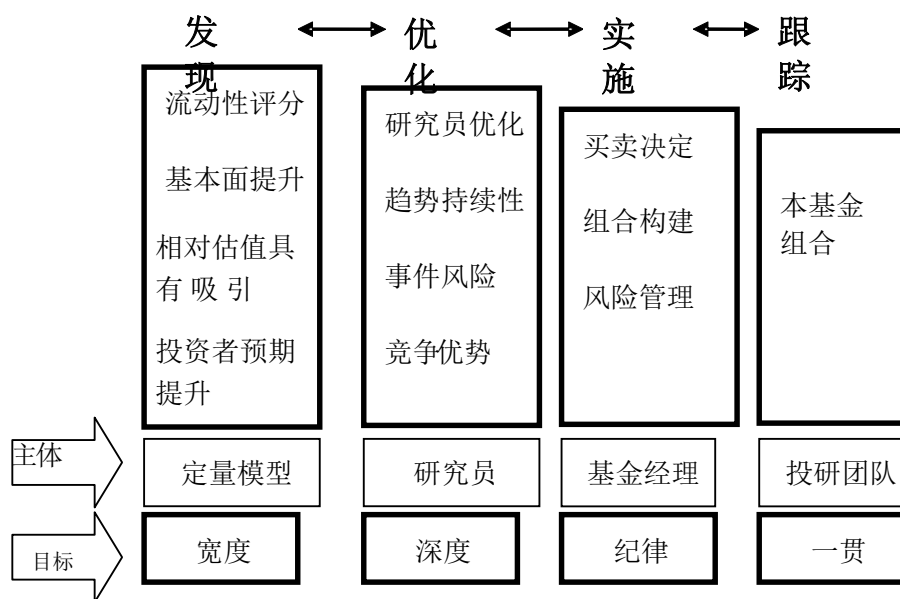 发现
优化
实施
跟踪
流动性评分
基本面提升
相对估值具
有 吸 引
投资者预期
提升
研究员优化
趋势持续性
事件风险
竞争优势
买卖决定
组合构建
风险管理
本基金
组合
主体
定量模型
研究员
基金经理
投研团队
目标
宽度
深度
纪律
一贯